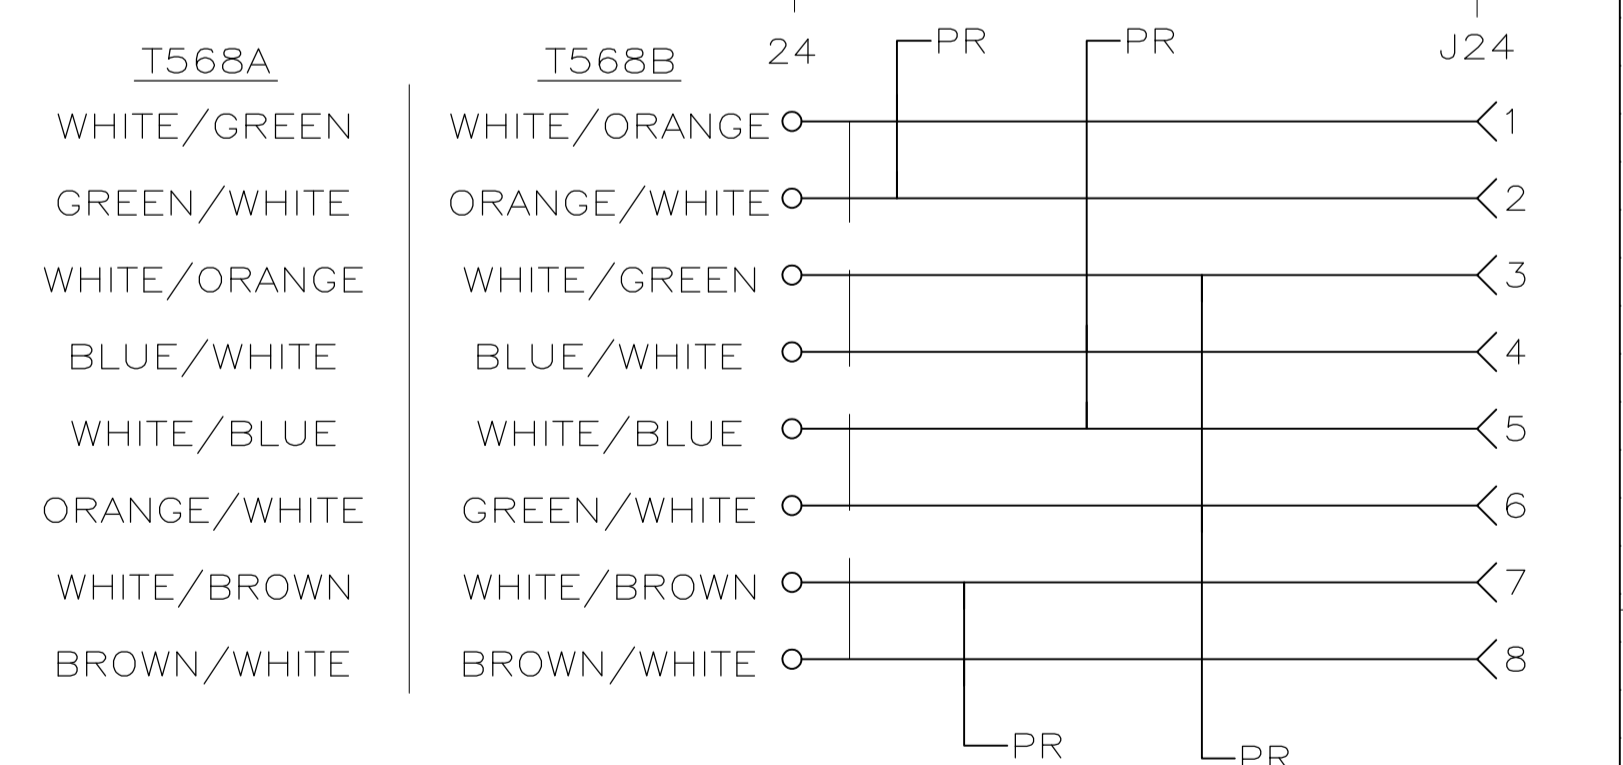 T568A T568B 24 PR PR J24
WHITE/GREEN WHITE/ORANGE 1
GREEN/WHITE ORANGE/WHITE 2
WHITE/ORANGE WHITE/GREEN 3
BLUE/WHITE BLUE/WHITE 4
WHITE/BLUE WHITE/BLUE 5
ORANGE/WHITE GREEN/WHITE 6
WHITE/BROWN WHITE/BROWN 7
BROWN/WHITE BROWN/WHITE 8
PR PR